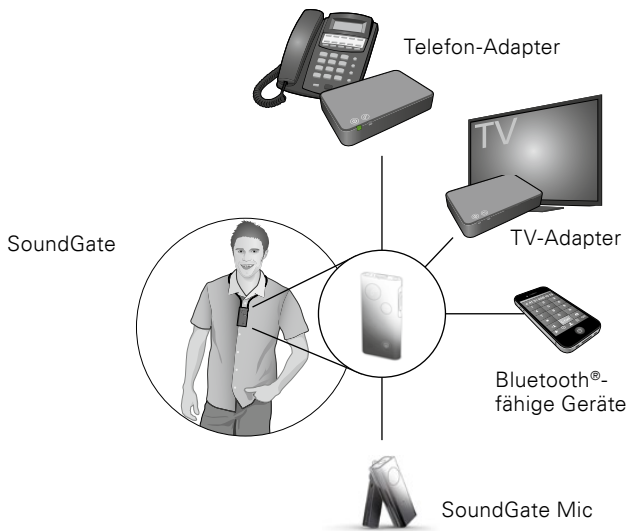 Telefon-Adapter
TV
TV-Adapter
SoundGate
Bluetooth®-
fähige Geräte
SoundGate Mic